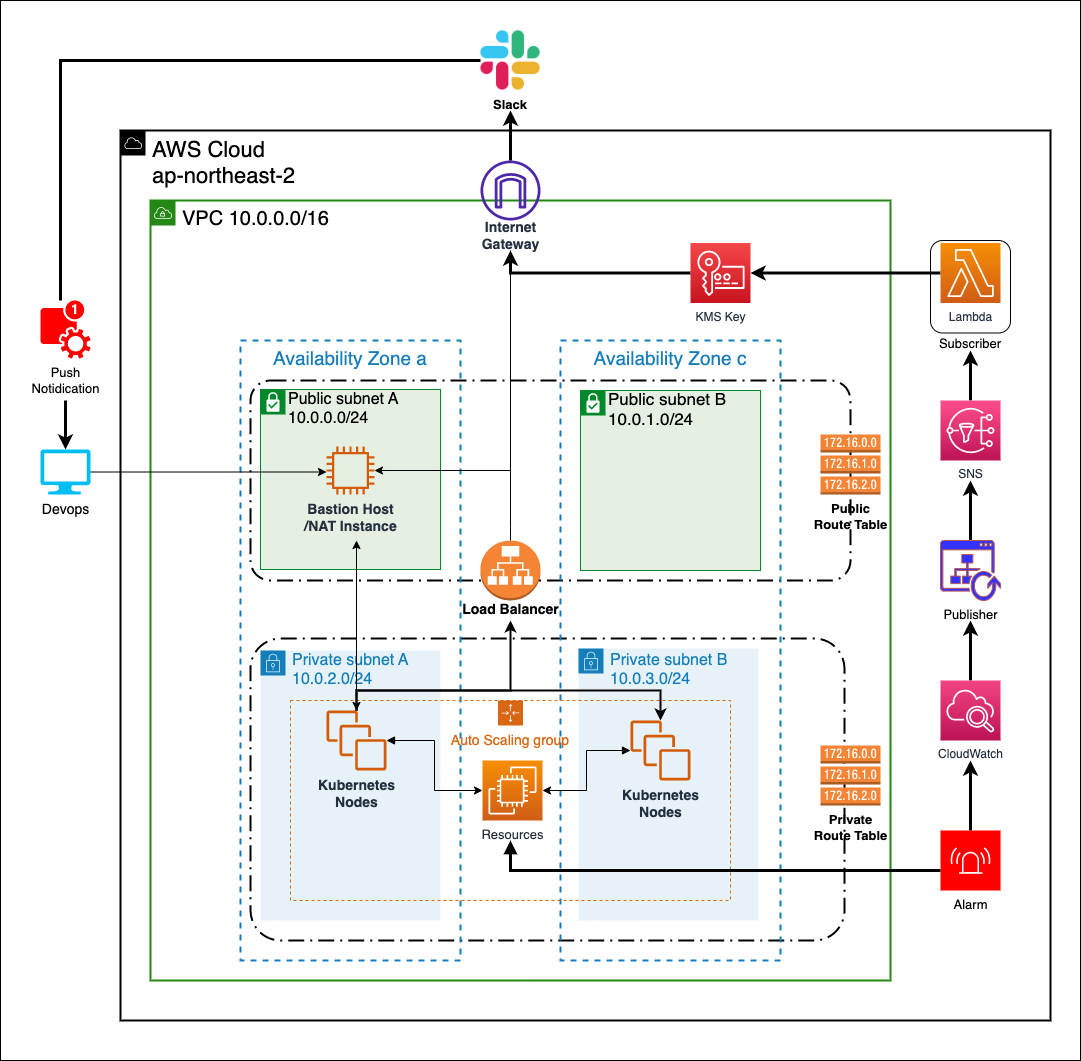 Slack
AWS Cloud
ap-northeast-2
VPC 10.0.0.0/16
Internet
Gateway
KMS Key
Lambda
Subscriber
1
Push
Notidication
Devops
Availability Zone a
Availability Zone c
Public subnet A
10.0.0.0/24
Public subnet B
10.0.1.0/24
Bastion Host
/NAT Instance
172.16.0.0
172.16.1.0
172.16.2.0
Public
Route Table
SNS
Load Balancer
Publisher
Private subnet A
10.0.2.0/24
Private subnet B
10.0.3.0/24
Auto Scaling group
Kubernetes
Nodes
Resources
Kubernetes
Nodes
172.16.0.0
172.16.1.0
172.16.2.0
Private
Route Table
CloudWatch
Alarm